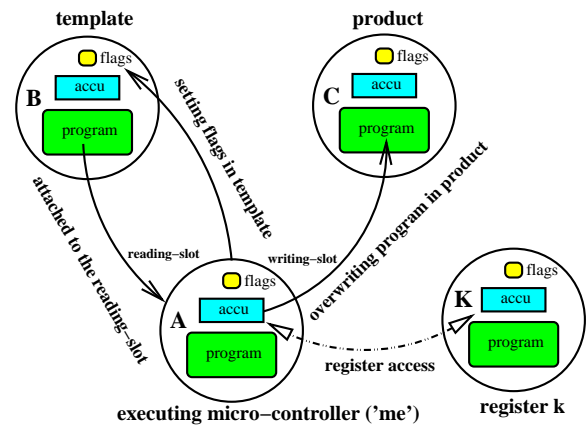 template
product
flags
accu
B
program
flags
accu
C
program
setting flags in template
attached to the reading−slot
reading−slot
writing−slot
overwriting program in product
flags
accu
A
program
flags
accu
K
program
register access
executing micro−controller ('me')
register k